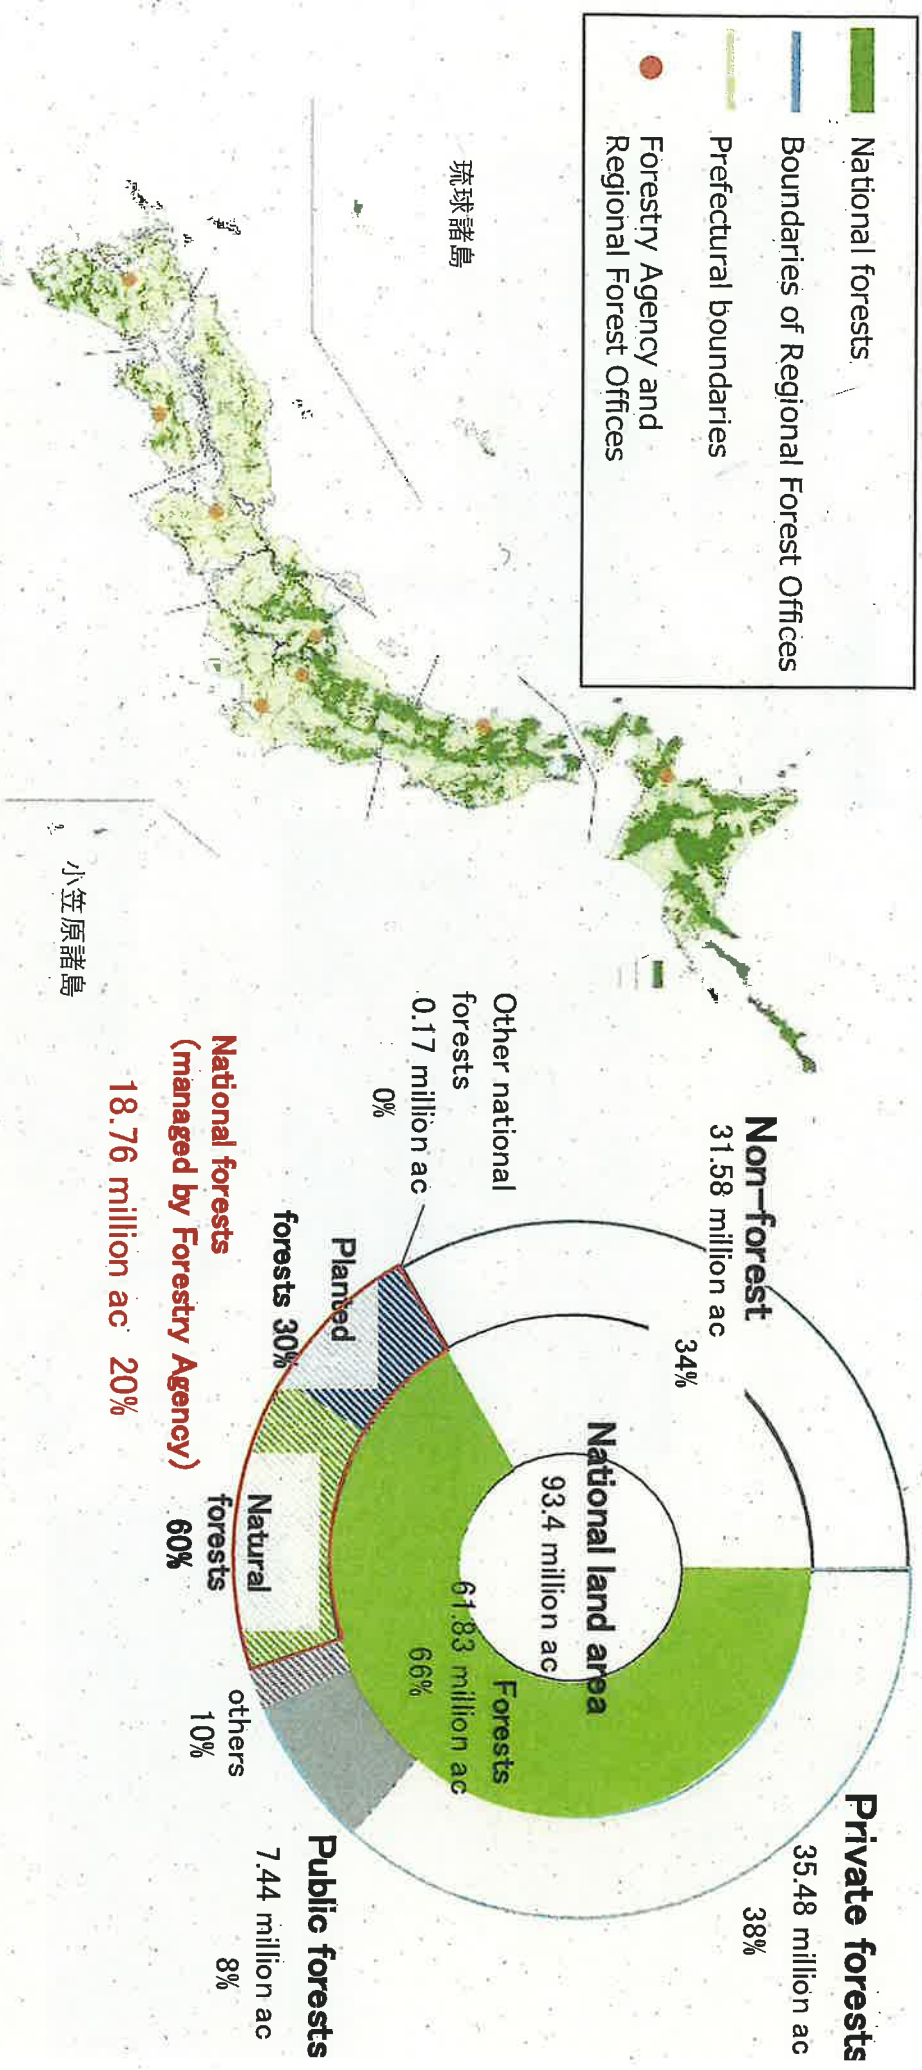 National forests
Boundaries of Regional Forest Offices
Prefectural boundaries
Forestry Agency and
Regional Forest Offices
琉球諸島
小笠原諸島
Non-forest
31.58 million ac
34%
Private forests
35.48 million ac
38%
National land area
93.4 million ac
Forests
61.83 million ac
66%
Other national
forests
0.17 million ac
0%
Planted
forests 30%
Natural
forests
60%
others
10%
Public forests
7.44 million ac
8%
National forests
(managed by Forestry Agency)
18.76 million ac 20%